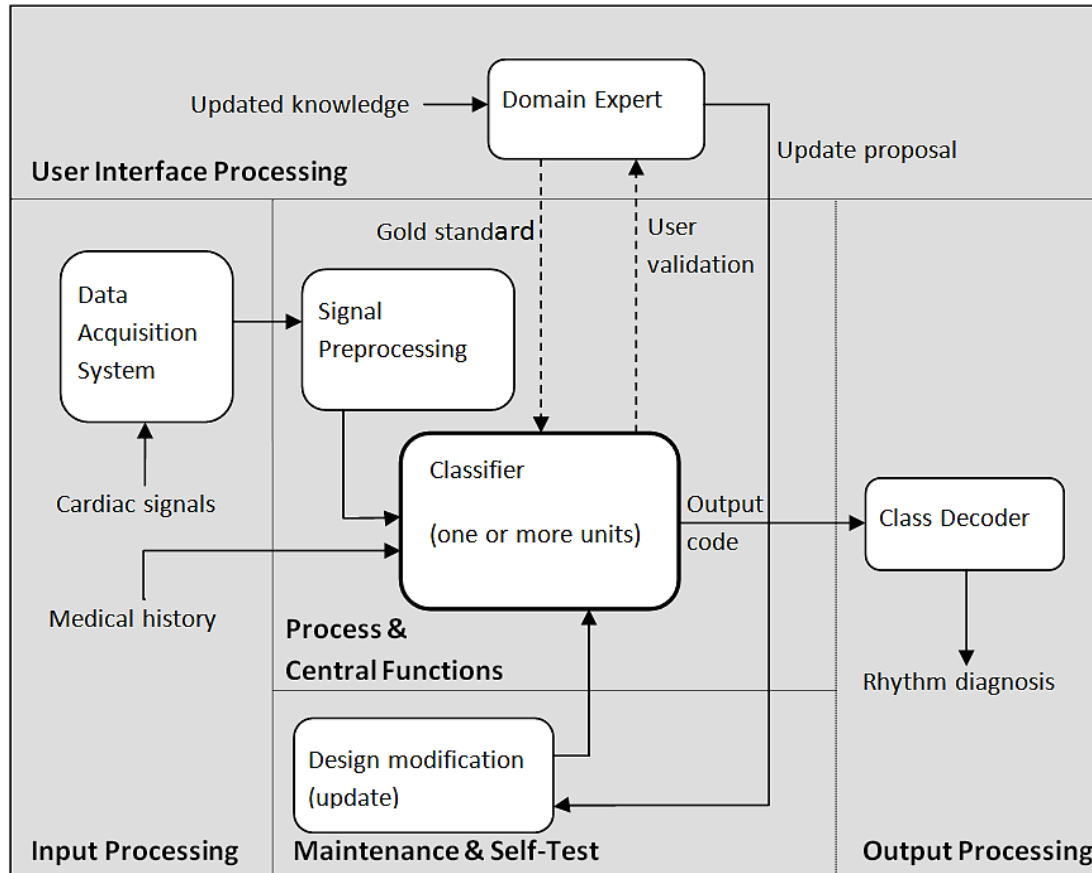 Updated knowledge
Domain Expert
Update proposal
User Interface Processing
Gold standard
User
validation
Data
Acquisition
System
Signal
Preprocessing
Cardiac signals
Classifier
(one or more units)
Output
code
Class Decoder
Medical history
Process &
Central Functions
Rhythm diagnosis
Design modification
(update)
Input Processing
Maintenance & Self-Test
Output Processing